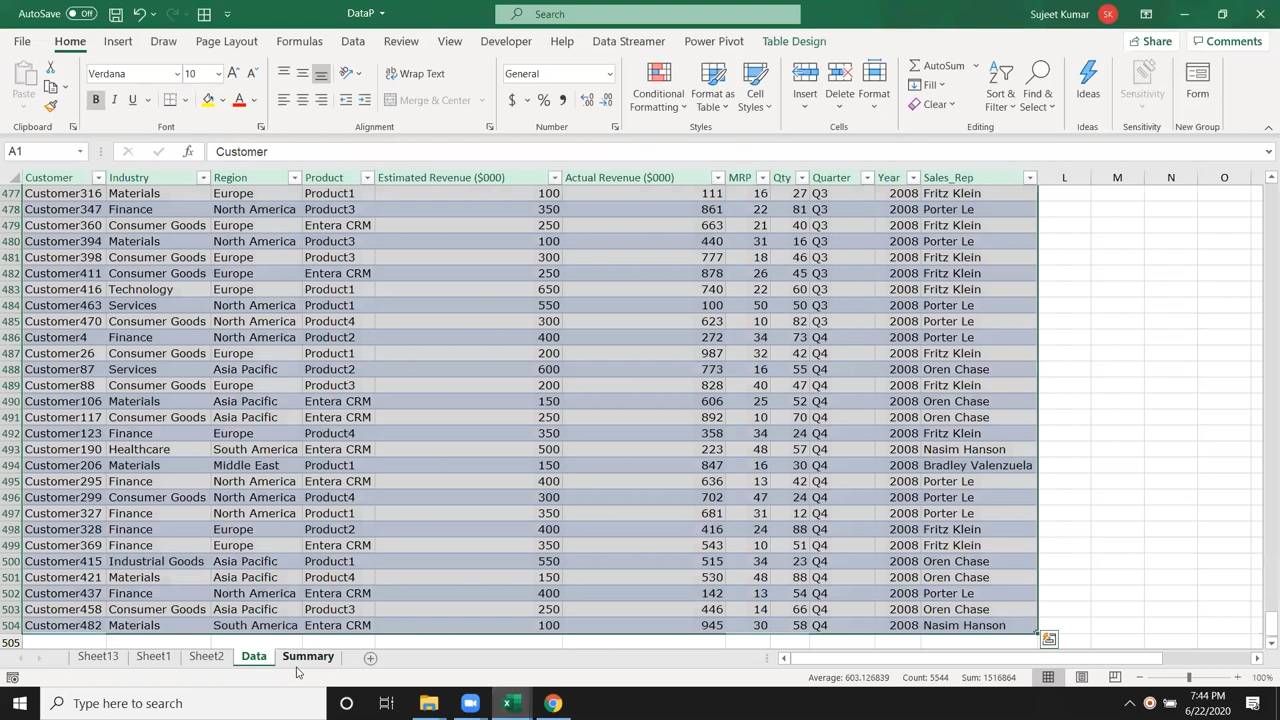 AutoSave Off DataP Search Sujeet Kumar SK
File Home Insert Draw Page Layout Formulas Data Review View Developer Help Data Streamer Power Pivot Table Design Share Comments
Paste Verdana 10 Wrap Text General Conditional Formatting Format as Table Cell Styles Insert Delete Format AutoSum Fill Clear Sort & Filter Find & Select Ideas Sensitivity Form
B I U Merge & Center $ %
Clipboard Font Alignment Number Styles Cells Editing Ideas Sensitivity New Group
A1 fx Customer
Customer Industry Region Product Estimated Revenue ($000) Actual Revenue ($000) MRP Qty Quarter Year Sales_Rep L M N O
477 Customer316 Materials Europe Product1 100 111 16 27 Q3 2008 Fritz Klein
478 Customer347 Finance North America Product3 350 861 22 81 Q3 2008 Porter Le
479 Customer360 Consumer Goods Europe Entera CRM 250 663 21 40 Q3 2008 Fritz Klein
480 Customer394 Materials North America Product3 100 440 31 16 Q3 2008 Porter Le
481 Customer398 Consumer Goods Europe Product3 300 777 18 46 Q3 2008 Fritz Klein
482 Customer411 Consumer Goods Europe Entera CRM 250 878 26 45 Q3 2008 Fritz Klein
483 Customer416 Technology Europe Product1 650 740 22 60 Q3 2008 Fritz Klein
484 Customer463 Services North America Product1 550 100 50 50 Q3 2008 Porter Le
485 Customer470 Consumer Goods North America Product4 300 623 10 82 Q3 2008 Porter Le
486 Customer4 Finance North America Product2 400 272 34 73 Q4 2008 Porter Le
487 Customer26 Consumer Goods Europe Product1 200 987 32 42 Q4 2008 Fritz Klein
488 Customer87 Services Asia Pacific Product2 600 773 16 55 Q4 2008 Oren Chase
489 Customer88 Consumer Goods Europe Product3 200 828 40 47 Q4 2008 Fritz Klein
490 Customer106 Materials Asia Pacific Entera CRM 150 606 25 52 Q4 2008 Oren Chase
491 Customer117 Consumer Goods Asia Pacific Entera CRM 250 892 10 70 Q4 2008 Oren Chase
492 Customer123 Finance Europe Product4 350 358 34 24 Q4 2008 Fritz Klein
493 Customer190 Healthcare South America Entera CRM 500 223 48 57 Q4 2008 Nasim Hanson
494 Customer206 Materials Middle East Product1 150 847 16 30 Q4 2008 Bradley Valenzuela
495 Customer295 Finance North America Entera CRM 400 636 13 42 Q4 2008 Porter Le
496 Customer299 Consumer Goods North America Product4 300 702 47 24 Q4 2008 Porter Le
497 Customer327 Finance North America Product1 350 681 31 12 Q4 2008 Porter Le
498 Customer328 Finance Europe Product2 400 416 24 88 Q4 2008 Fritz Klein
499 Customer369 Finance Europe Entera CRM 350 543 10 51 Q4 2008 Fritz Klein
500 Customer415 Industrial Goods Asia Pacific Product1 550 515 34 23 Q4 2008 Oren Chase
501 Customer421 Materials Asia Pacific Product4 150 530 48 88 Q4 2008 Oren Chase
502 Customer437 Finance North America Entera CRM 400 142 13 54 Q4 2008 Porter Le
503 Customer458 Consumer Goods Asia Pacific Product3 250 446 14 66 Q4 2008 Oren Chase
504 Customer482 Materials South America Entera CRM 100 945 30 58 Q4 2008 Nasim Hanson
505
Sheet13 Sheet1 Sheet2 Data Summary
Average: 603.126839 Count: 5544 Sum: 1516864 100%
Type here to search 7:44 PM
6/22/2020